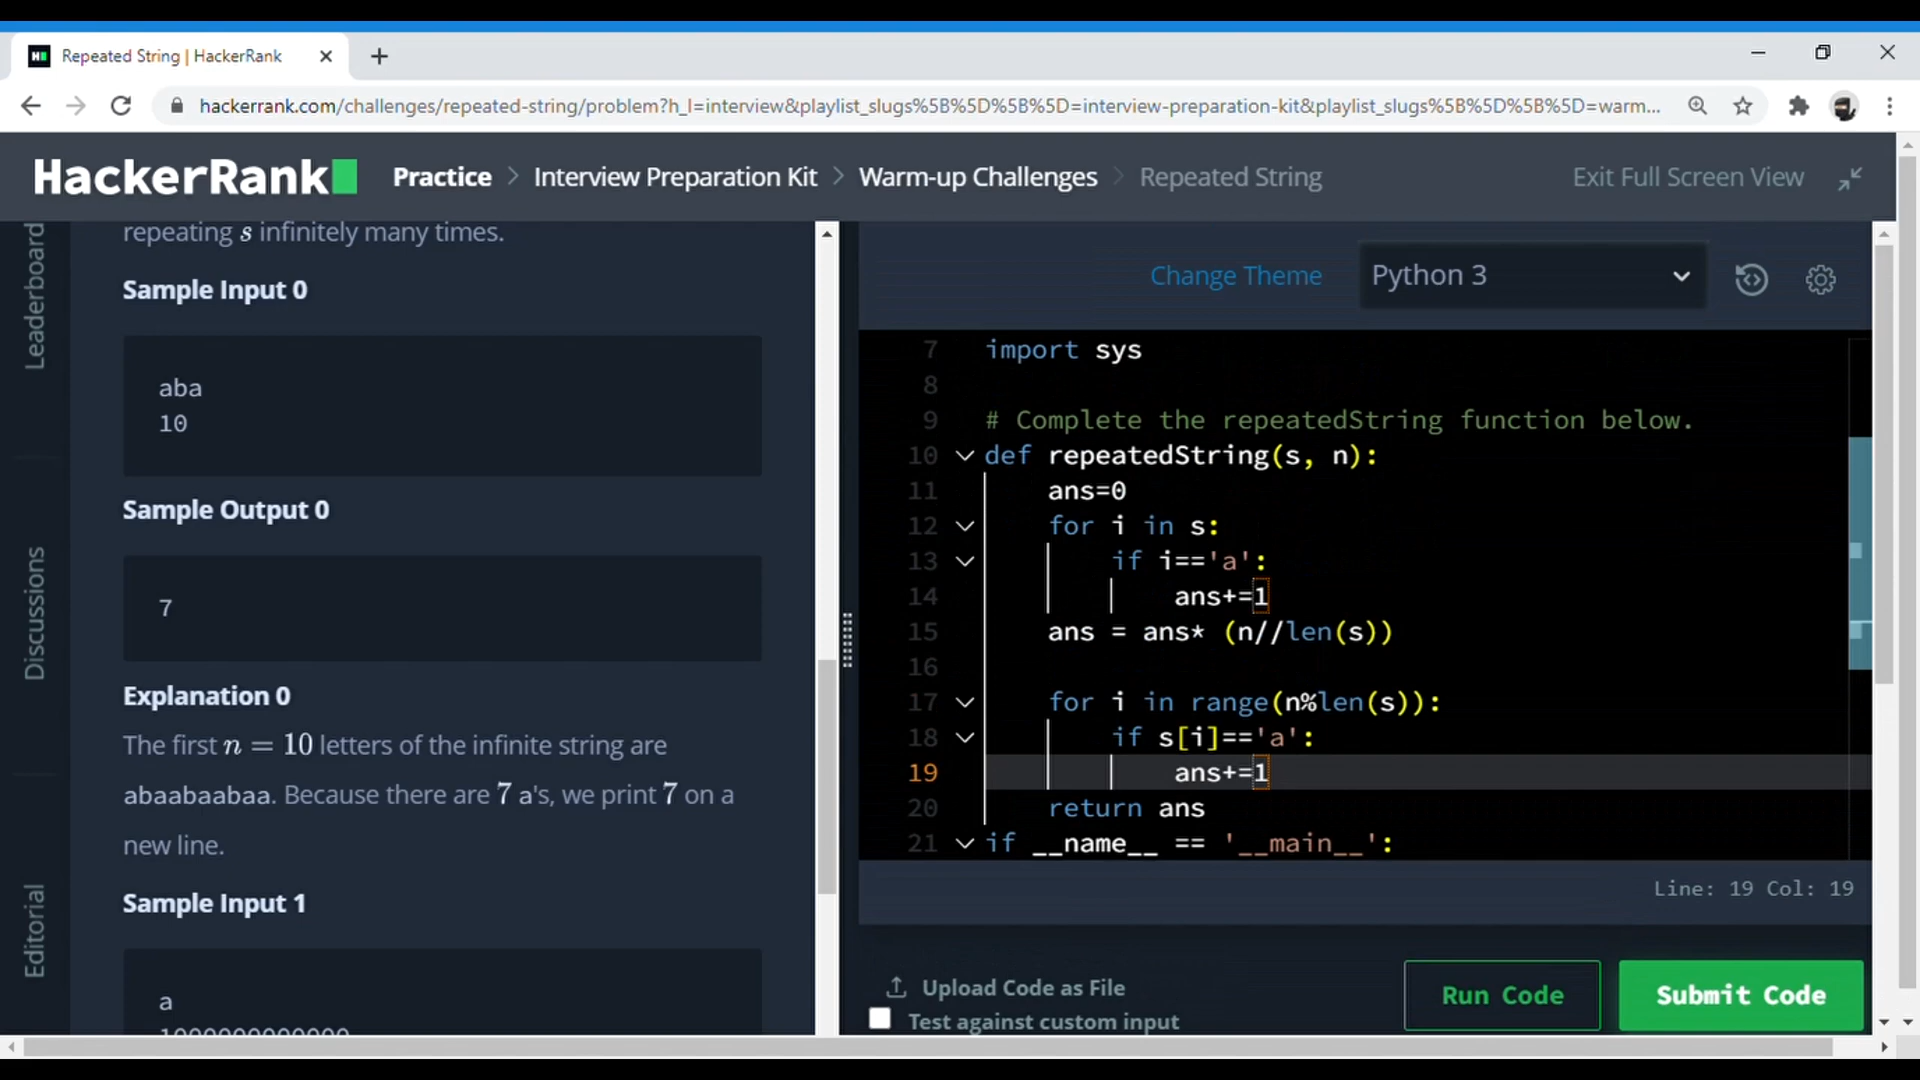 Repeated String | HackerRank
hackerrank.com/challenges/repeated-string/problem?h_l=interview&playlist_slugs%5B%5D%5B%5D=interview-preparation-kit&playlist_slugs%5B%5D%5B%5D=warm...
HackerRank
Practice > Interview Preparation Kit > Warm-up Challenges > Repeated String
Exit Full Screen View
Leaderboard
Discussions
Editorial
repeating s infinitely many times.
Sample Input 0
aba
10
Sample Output 0
7
Explanation 0
The first n = 10 letters of the infinite string are
abaabaabaa. Because there are 7 a's, we print 7 on a
new line.
Sample Input 1
a
1000000000000
Change Theme
Python 3
7 import sys
8
9 # Complete the repeatedString function below.
10 def repeatedString(s, n):
11     ans=0
12     for i in s:
13         if i=='a':
14             ans+=1
15     ans = ans* (n//len(s))
16
17     for i in range(n%len(s)):
18         if s[i]=='a':
19             ans+=1
20     return ans
21 if __name__ == '__main__':
Line: 19 Col: 19
Upload Code as File
Test against custom input
Run Code
Submit Code